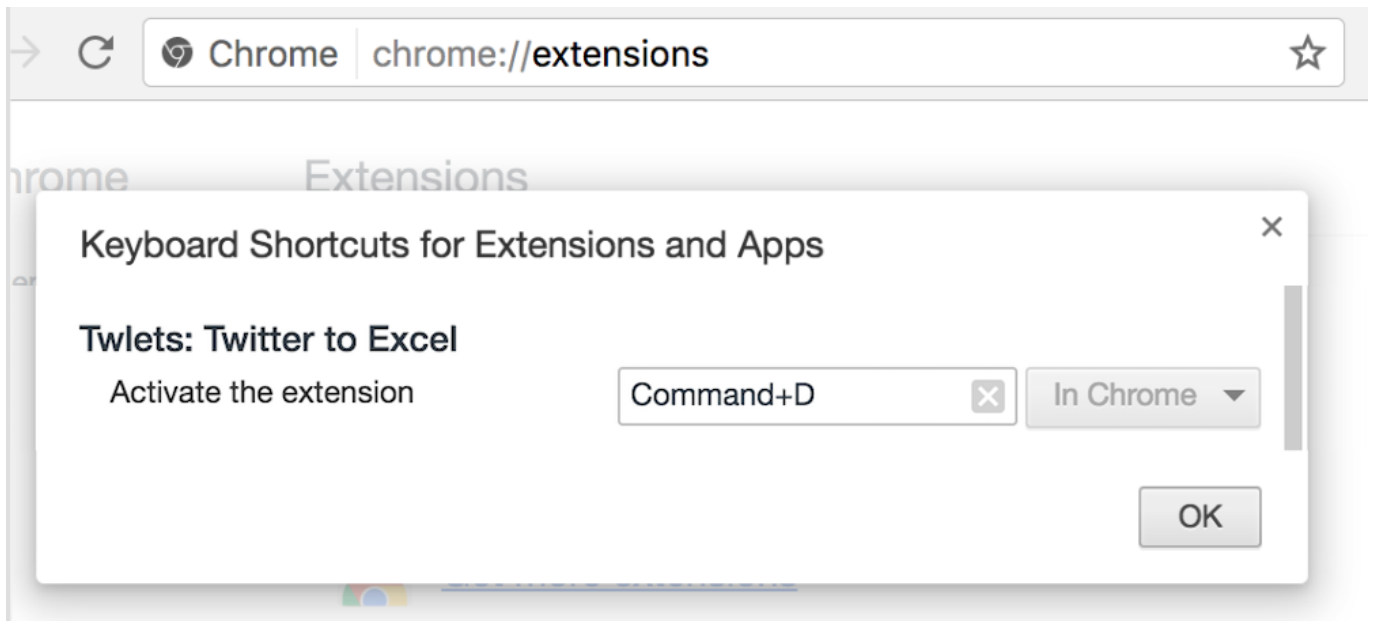 Chrome chrome://extensions
Extensions
Keyboard Shortcuts for Extensions and Apps
Twlets: Twitter to Excel
Activate the extension Command+D In Chrome
OK